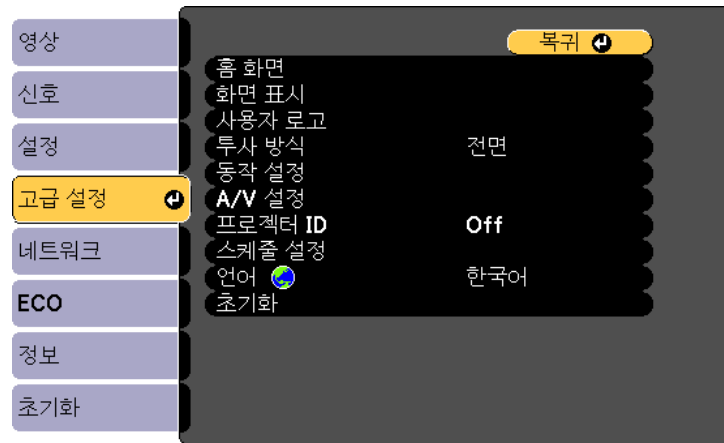 영상
신호
설정
고급 설정
네트워크
ECO
정보
초기화
복귀
홈 화면
화면 표시
사용자 로고
투사 방식 전면
동작 설정
A/V 설정
프로젝터 ID Off
스케줄 설정
언어 한국어
초기화